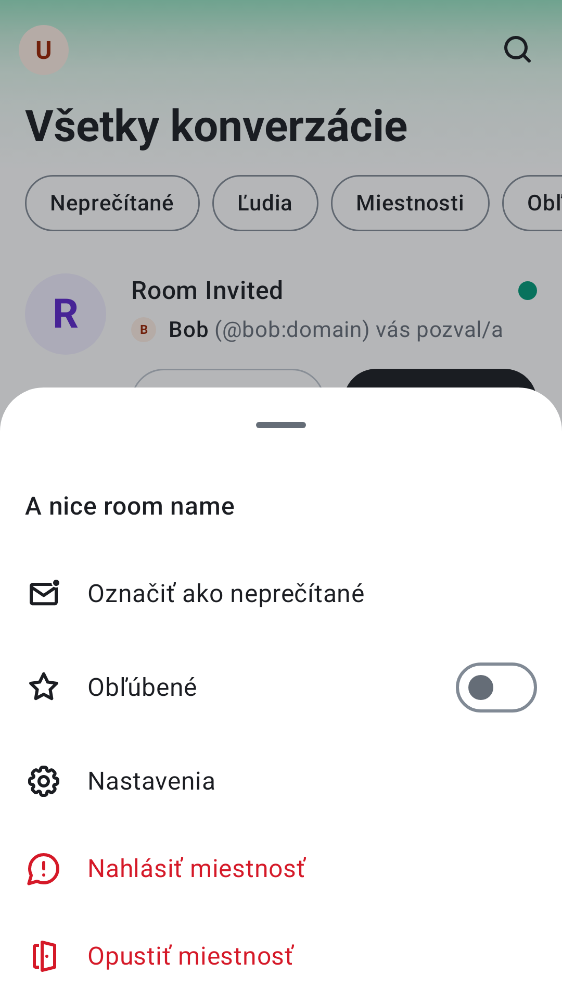 U
Všetky konverzácie
Neprečítané Ľudia Miestnosti Obľ
R
Room Invited
B Bob (@bob:domain) vás pozval/a
A nice room name
Označiť ako neprečítané
Obľúbené
Nastavenia
Nahlásiť miestnosť
Opustiť miestnosť